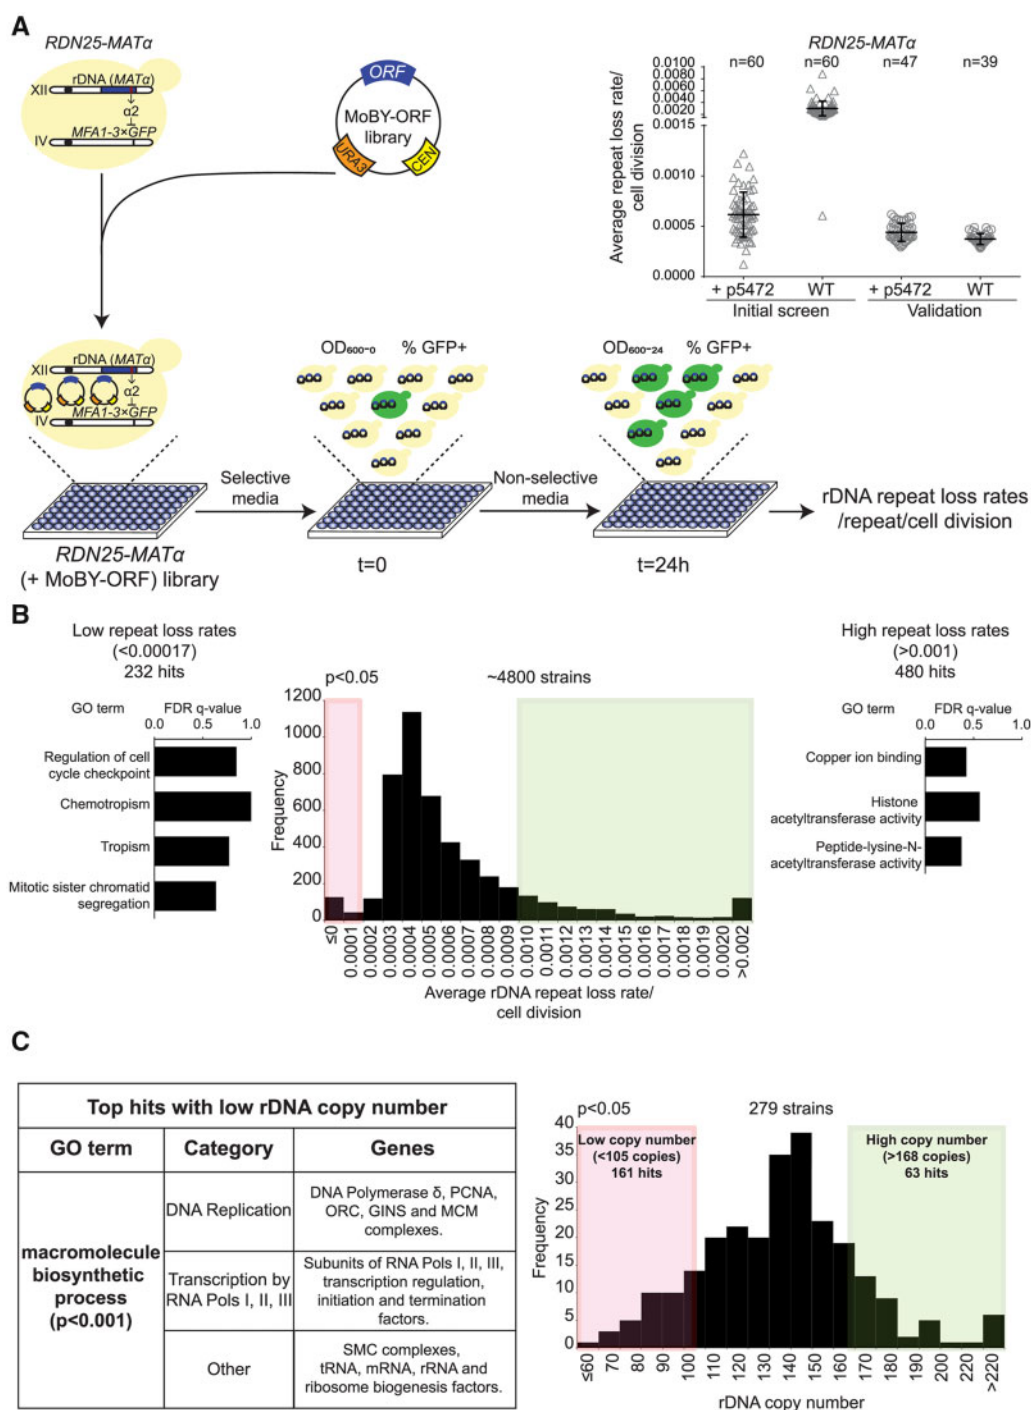 A
RDN25-MATα
XII
rDNA (MATα)
α2
MFA1-3×GFP
IV
ORF
MoBY-ORF
library
URA3
CEN
RDN25-MATα
n=60
n=60
n=47
n=39
Average repeat loss rate/
cell division
0.0100
0.0080
0.0060
0.0040
0.0020
0.0015
0.0010
0.0005
0.0000
+ p5472
WT
+ p5472
WT
Initial screen
Validation
XII
rDNA (MATα)
α2
MFA1-3×GFP
IV
OD600-0
% GFP+
OD600-24
% GFP+
Selective
media
Non-selective
media
rDNA repeat loss rates
/repeat/cell division
RDN25-MATα
(+ MoBY-ORF) library
t=0
t=24h
B
Low repeat loss rates
(<0.00017)
232 hits
GO term
FDR q-value
0.0 0.5 1.0
Regulation of cell
cycle checkpoint
Chemotropism
Tropism
Mitotic sister chromatid
segregation
p<0.05
~4800 strains
Frequency
1200
1000
800
600
400
200
0
≤0
0.0001
0.0002
0.0003
0.0004
0.0005
0.0006
0.0007
0.0008
0.0009
0.0010
0.0011
0.0012
0.0013
0.0014
0.0015
0.0016
0.0017
0.0018
0.0019
0.0020
>0.002
Average rDNA repeat loss rate/
cell division
High repeat loss rates
(>0.001)
480 hits
GO term
FDR q-value
0.0 0.5 1.0
Copper ion binding
Histone
acetyltransferase activity
Peptide-lysine-N-
acetyltransferase activity
C
Top hits with low rDNA copy number
GO term
Category
Genes
macromolecule
biosynthetic
process
(p<0.001)
DNA Replication
DNA Polymerase δ, PCNA,
ORC, GINS and MCM
complexes.
Transcription by
RNA Pols I, II, III
Subunits of RNA Pols I, II, III,
transcription regulation,
initiation and termination
factors.
Other
SMC complexes,
tRNA, mRNA, rRNA and
ribosome biogenesis factors.
p<0.05
279 strains
Low copy number
(<105 copies)
161 hits
High copy number
(>168 copies)
63 hits
Frequency
40
35
30
25
20
15
10
5
0
≤60
70
80
90
100
110
120
130
140
150
160
170
180
190
200
210
220
>220
rDNA copy number